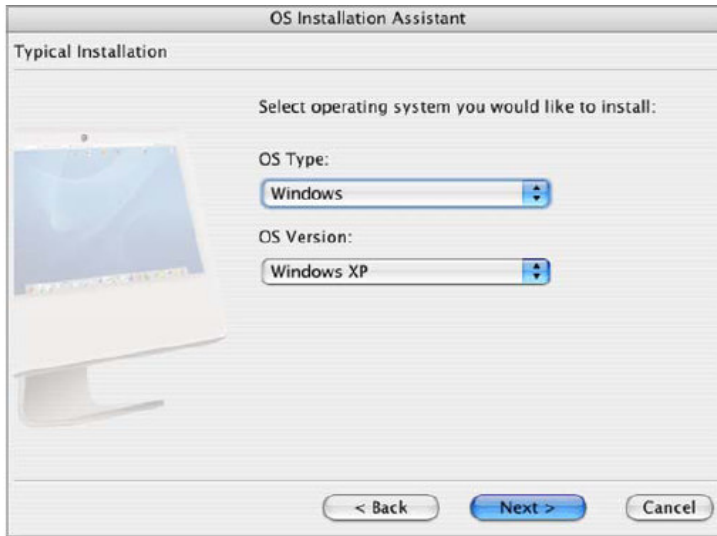 OS Installation Assistant
Typical Installation
Select operating system you would like to install:
OS Type:
Windows
OS Version:
Windows XP
< Back
Next >
Cancel